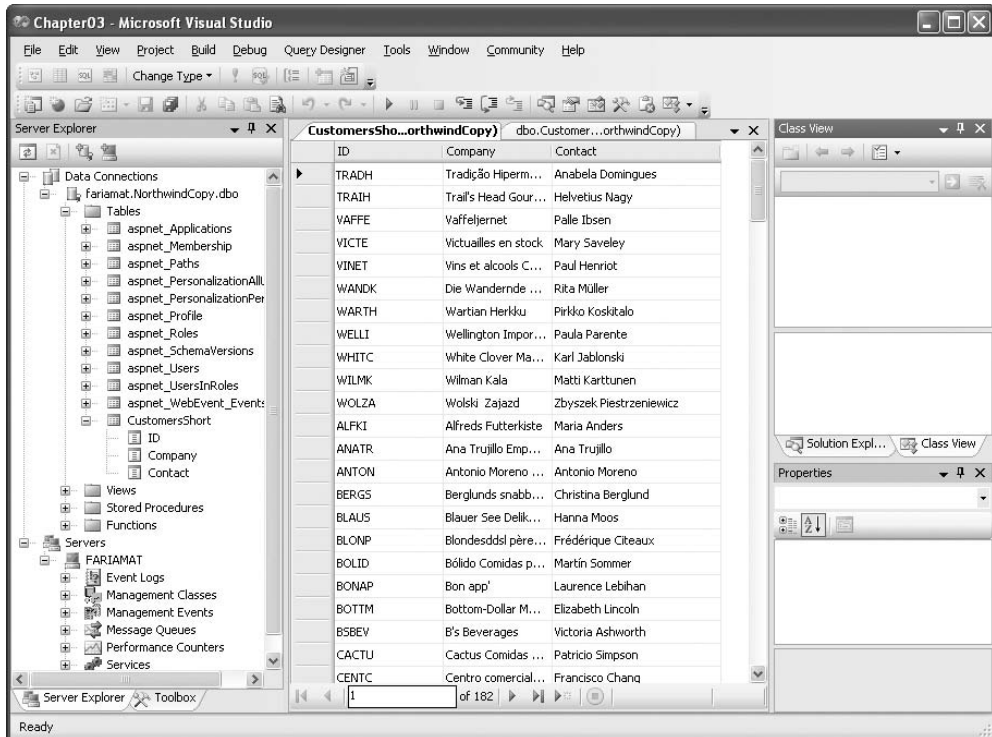 Chapter03 - Microsoft Visual Studio
File Edit View Project Build Debug Query Designer Tools Window Community Help
SQL Change Type
Server Explorer
Data Connections
fariamat.NorthwindCopy.dbo
Tables
aspnet_Applications
aspnet_Membership
aspnet_Paths
aspnet_PersonalizationAllU
aspnet_PersonalizationPer
aspnet_Profile
aspnet_Roles
aspnet_SchemaVersions
aspnet_Users
aspnet_UsersInRoles
aspnet_WebEvent_Events
CustomersShort
ID
Company
Contact
Views
Stored Procedures
Functions
Servers
FARIAMAT
Event Logs
Management Classes
Management Events
Message Queues
Performance Counters
Services
Server Explorer Toolbox
CustomersSho...orthwindCopy) dbo.Customer...orthwindCopy)
ID Company Contact
TRADH Tradição Hiperm... Anabela Domingues
TRAIH Trail's Head Gour... Helvetius Nagy
VAFFE Vaffeljernet Palle Ibsen
VICTE Victuailles en stock Mary Saveley
VINET Vins et alcools C... Paul Henriot
WANDK Die Wandernde ... Rita Müller
WARTH Wartian Herkku Pirkko Koskitalo
WELLI Wellington Impor... Paula Parente
WHITC White Clover Ma... Karl Jablonski
WILMK Wilman Kala Matti Karttunen
WOLZA Wolski Zajazd Zbyszek Piestrzeniewicz
ALFKI Alfreds Futterkiste Maria Anders
ANATR Ana Trujillo Emp... Ana Trujillo
ANTON Antonio Moreno ... Antonio Moreno
BERGS Berglunds snabb... Christina Berglund
BLAUS Blauer See Delik... Hanna Moos
BLONP Blondesddsl père... Frédérique Citeaux
BOLID Bólido Comidas p... Martín Sommer
BONAP Bon app' Laurence Lebihan
BOTTM Bottom-Dollar M... Elizabeth Lincoln
BSBEV B's Beverages Victoria Ashworth
CACTU Cactus Comidas ... Patricio Simpson
CENTC Centro comercial... Francisco Chang
1 of 182
Class View
Solution Expl... Class View
Properties
Ready